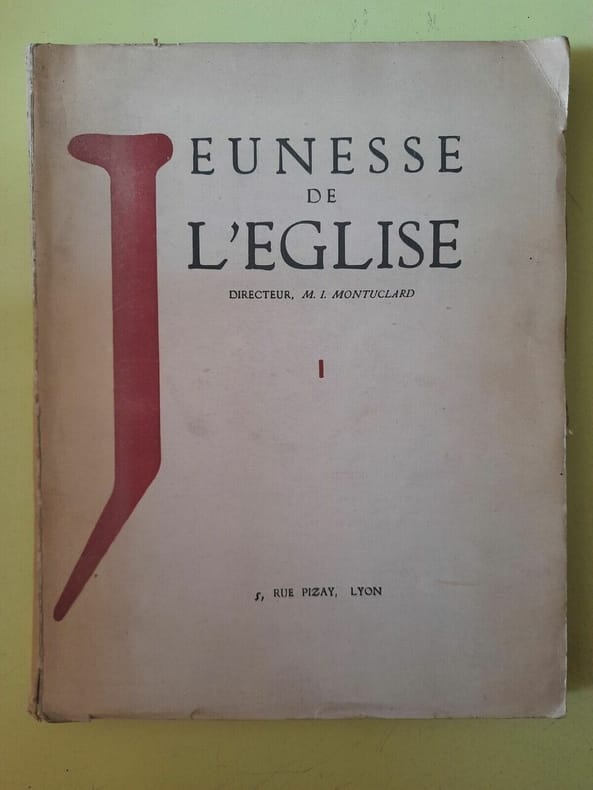 JEUNESSE
DE
L'EGLISE
DIRECTEUR, M. I. MONTUCLARD
I
5, RUE PIZAY, LYON